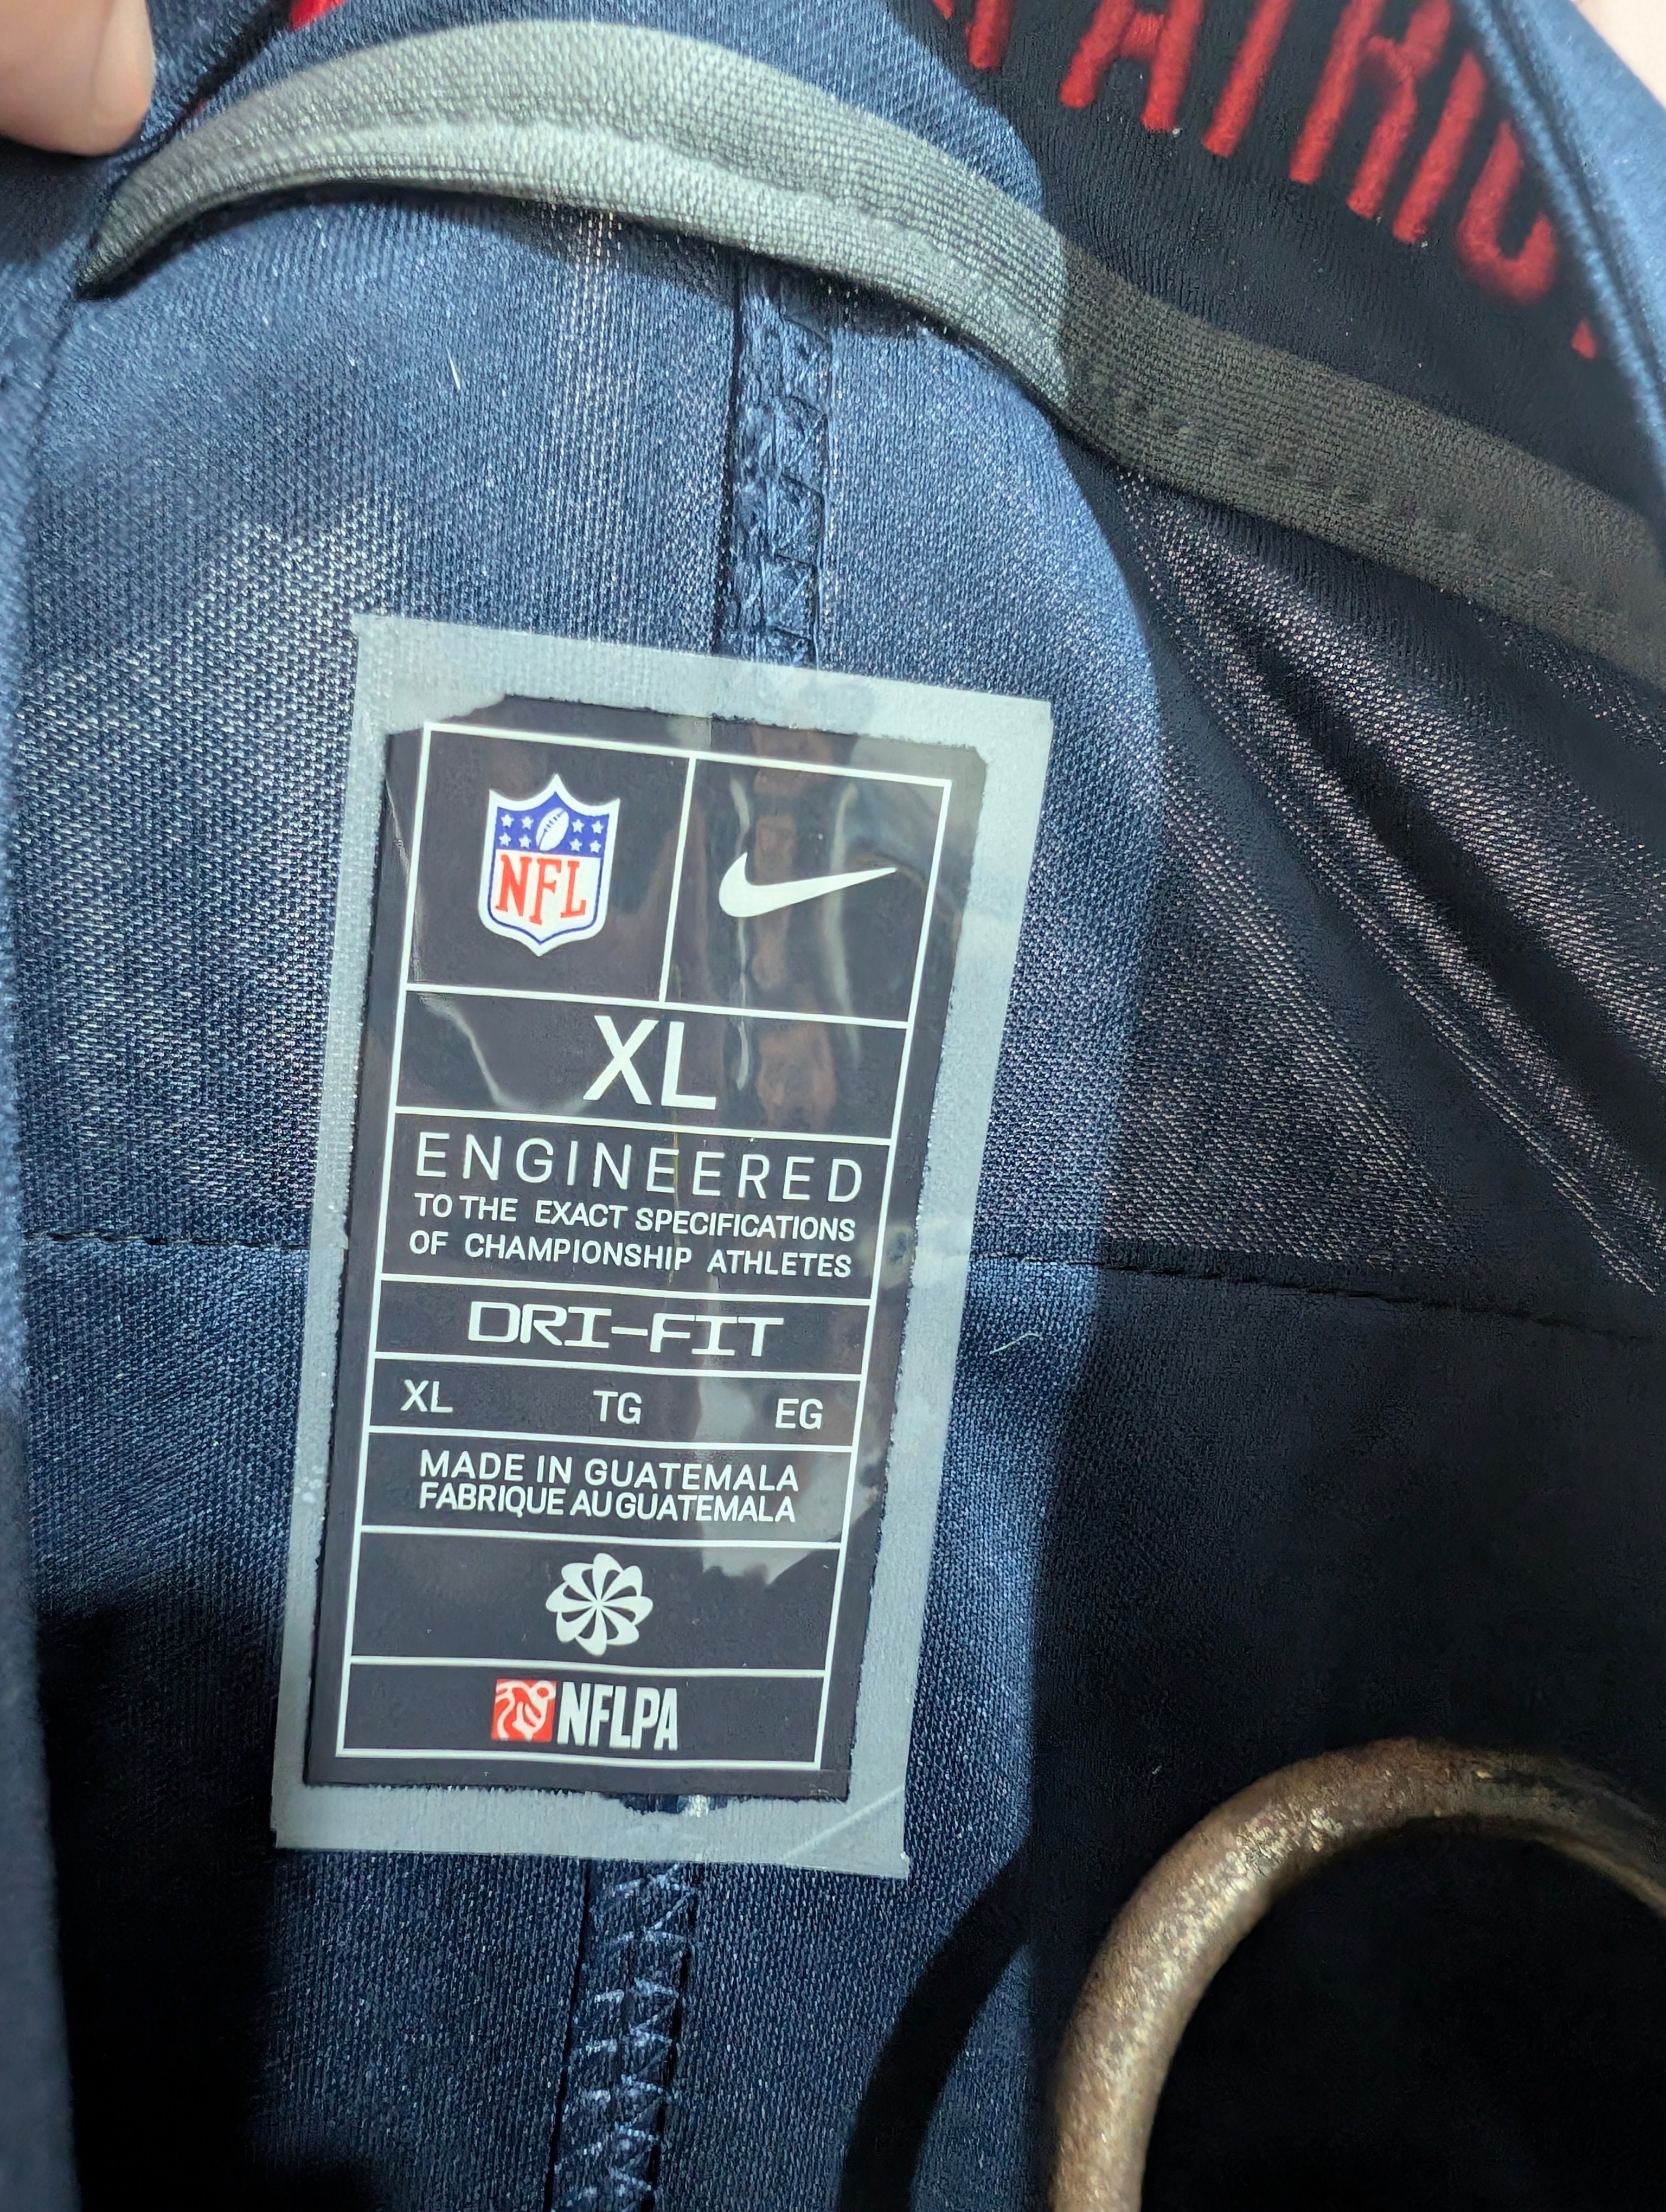 PATRIO
NFL
XL
ENGINEERED
TO THE EXACT SPECIFICATIONS
OF CHAMPIONSHIP ATHLETES
DRI-FIT
XL TG EG
MADE IN GUATEMALA
FABRIQUE AU GUATEMALA
NFLPA